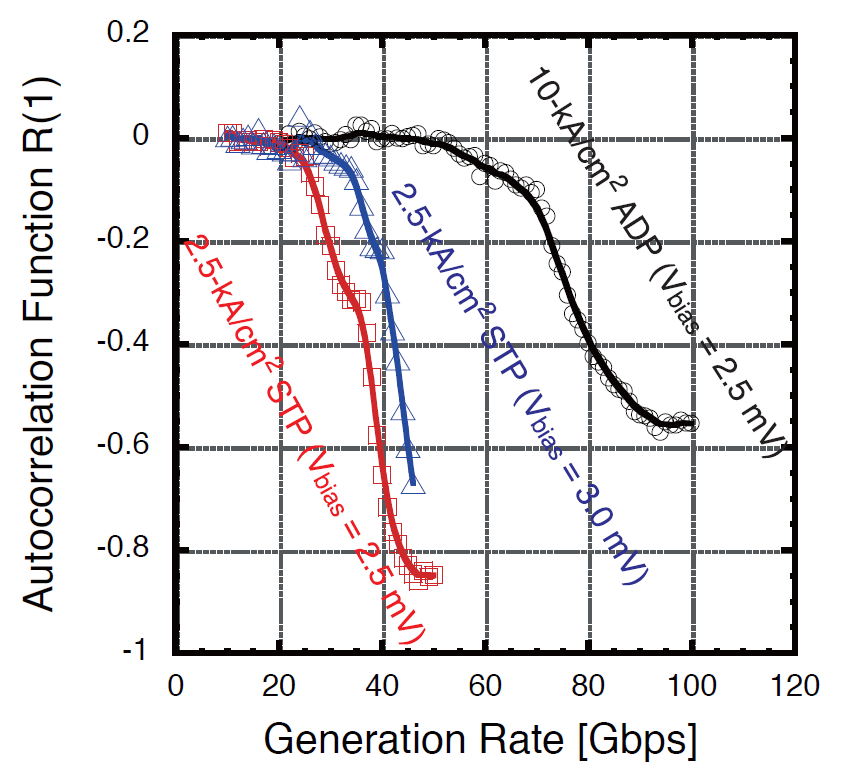 0.2
0
-0.2
-0.4
-0.6
-0.8
-1
Autocorrelation Function R(1)
10-kA/cm² ADP (Vbias = 2.5 mV)
2.5-kA/cm² STP (Vbias = 3.0 mV)
2.5-kA/cm² STP (Vbias = 2.5 mV)
0 20 40 60 80 100 120
Generation Rate [Gbps]